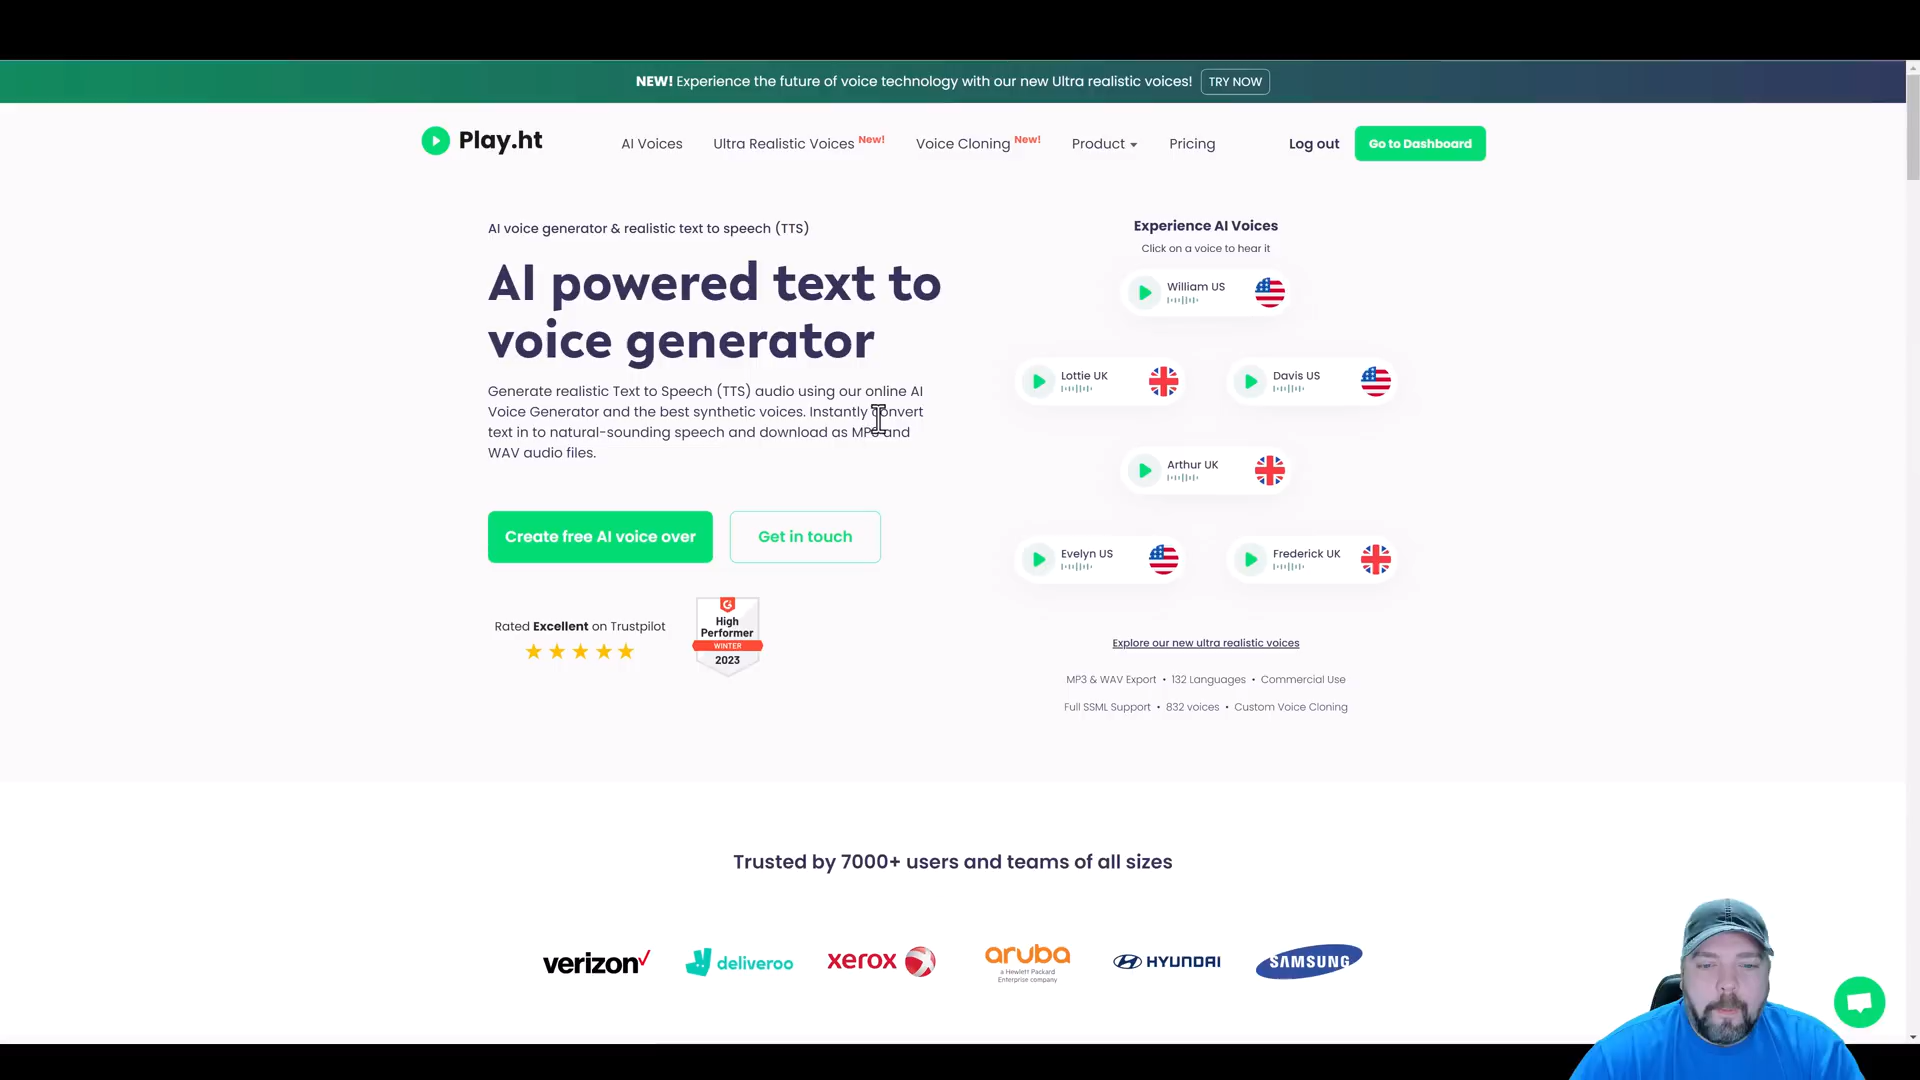 NEW! Experience the future of voice technology with our new Ultra realistic voices! TRY NOW
Play.ht
AI Voices
Ultra Realistic Voices New!
Voice Cloning New!
Product
Pricing
Log out
Go to Dashboard
AI voice generator & realistic text to speech (TTS)
AI powered text to
voice generator
Generate realistic Text to Speech (TTS) audio using our online AI
Voice Generator and the best synthetic voices. Instantly convert
text in to natural-sounding speech and download as MP3 and
WAV audio files.
Create free AI voice over
Get in touch
Rated Excellent on Trustpilot
High
Performer
WINTER
2023
Experience AI Voices
Click on a voice to hear it
William US
Lottie UK
Davis US
Arthur UK
Evelyn US
Frederick UK
Explore our new ultra realistic voices
MP3 & WAV Export • 132 Languages • Commercial Use
Full SSML Support • 832 voices • Custom Voice Cloning
Trusted by 7000+ users and teams of all sizes
verizon
deliveroo
xerox
aruba
a Hewlett Packard
Enterprise company
HYUNDAI
SAMSUNG